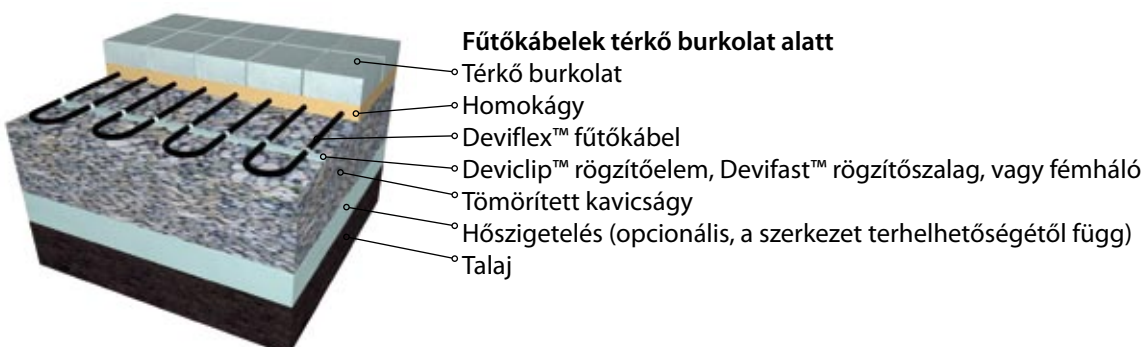 Fűtőkábelek térkő burkolat alatt
Térkő burkolat
Homokágy
Deviflex™ fűtőkábel
Deviclip™ rögzítőelem, Devifast™ rögzítőszalag, vagy fémháló
Tömörített kavicságy
Hőszigetelés (opcionális, a szerkezet terhelhetőségétől függ)
Talaj